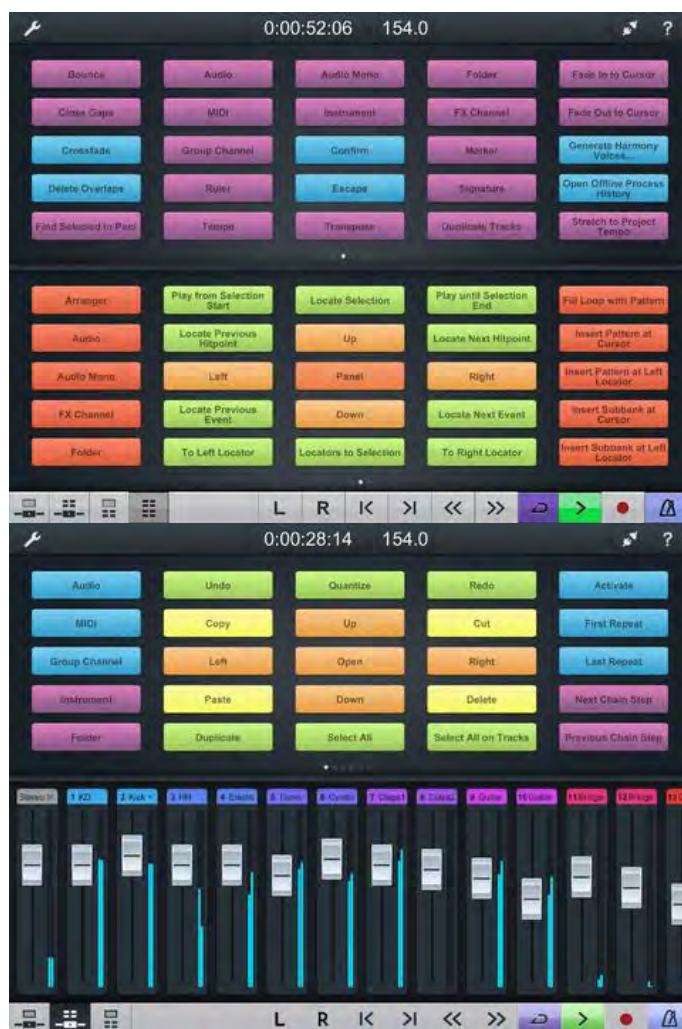 0:00:52:06 154.0 ?
Bounce Audio Audio Mono Folder Fade In to Cursor
Close Gaps MIDI Instrument FX Channel Fade Out to Cursor
Crossfade Group Channel Confirm Marker Generate Harmony
Voices...
Delete Overlaps Ruler Escape Signature Open Offline Process
History
Find Selected in Pool Tempo Transpose Duplicate Tracks Stretch to Project
Tempo
Arranger Play from Selection
Start Locate Selection Play until Selection
End Fill Loop with Pattern
Audio Locate Previous
Hitpoint Up Locate Next Hitpoint Insert Pattern at
Cursor
Audio Mono Left Panel Right Insert Pattern at Left
Locator
FX Channel Locate Previous
Event Down Locate Next Event Insert Subbank at
Cursor
Folder To Left Locator Locators to Selection To Right Locator Insert Subbank at Left
Locator
L R
0:00:28:14 154.0 ?
Audio Undo Quantize Redo Activate
MIDI Copy Up Cut First Repeat
Group Channel Left Open Right Last Repeat
Instrument Paste Down Delete Next Chain Step
Folder Duplicate Select All Select All on Tracks Previous Chain Step
1 KD 2 Kick 3 HH 7 Claps1 9 Guitar 11 Bridge 12 Bridge
L R